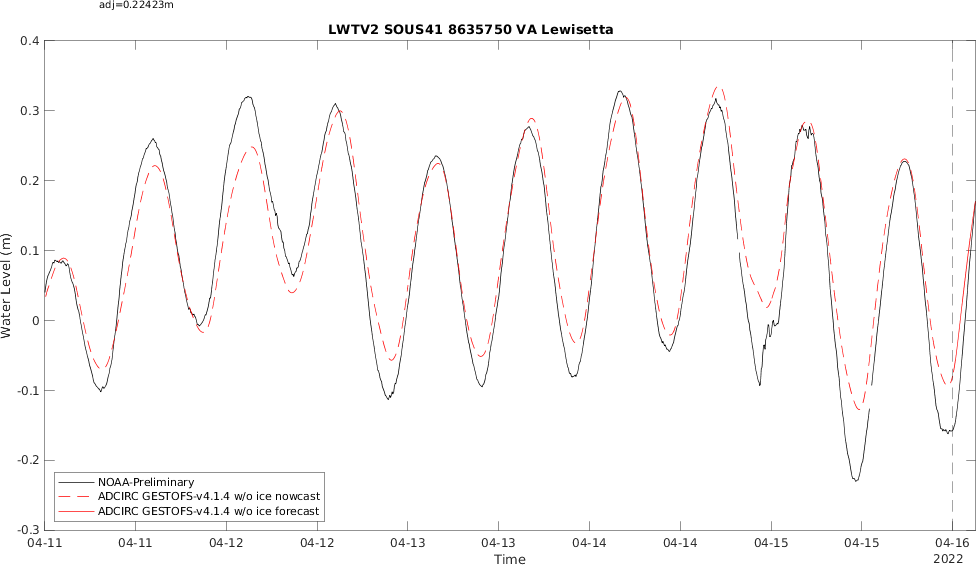 adj=0.22423m
LWTV2 SOUS41 8635750 VA Lewisetta
0.4
0.3
0.2
0.1
0
-0.1
-0.2
-0.3
Water Level (m)
NOAA-Preliminary
ADCIRC GESTOFS-v4.1.4 w/o ice nowcast
ADCIRC GESTOFS-v4.1.4 w/o ice forecast
04-11 04-11 04-12 04-12 04-13 04-13 04-14 04-14 04-15 04-15 04-16
Time 2022